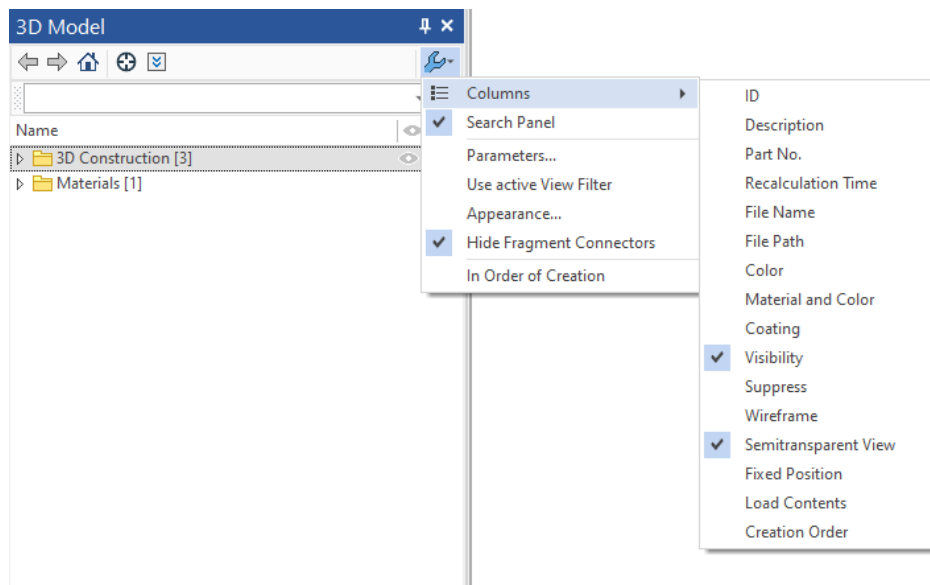 3D Model
Name
3D Construction [3]
Materials [1]
Columns
Search Panel
Parameters...
Use active View Filter
Appearance...
Hide Fragment Connectors
In Order of Creation
ID
Description
Part No.
Recalculation Time
File Name
File Path
Color
Material and Color
Coating
Visibility
Suppress
Wireframe
Semitransparent View
Fixed Position
Load Contents
Creation Order